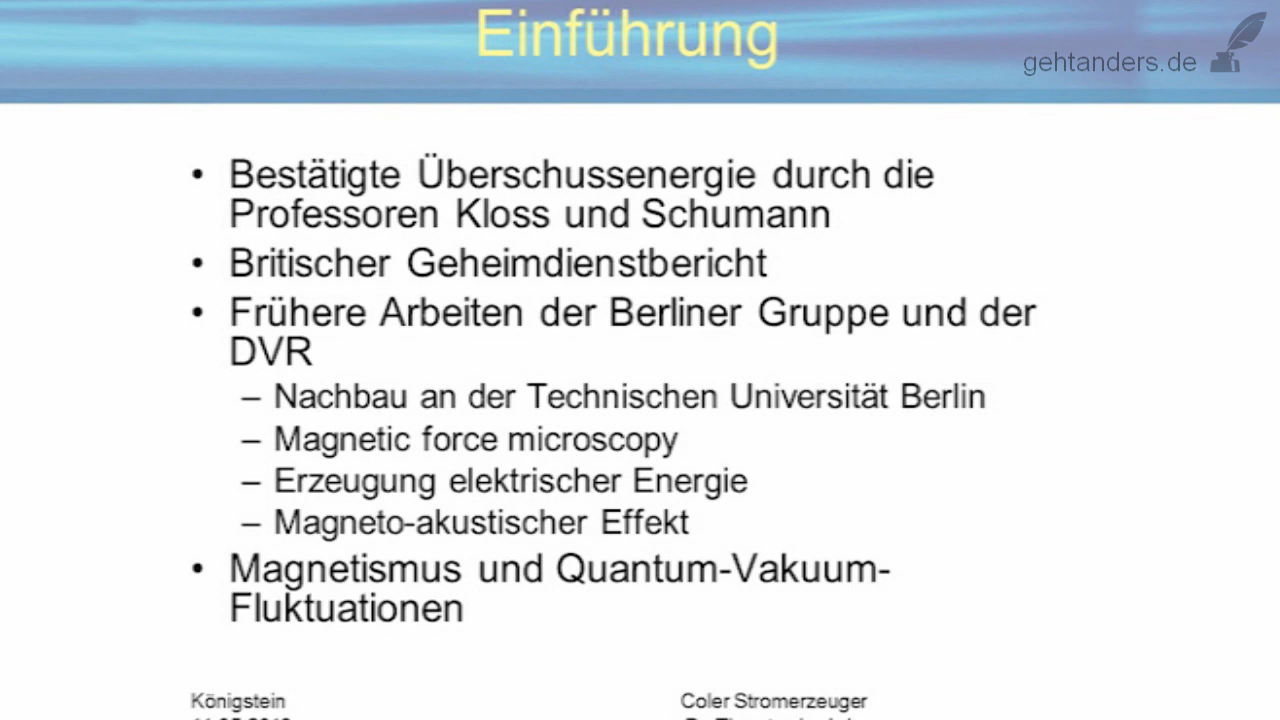 Einführung
gehtanders.de
• Bestätigte Überschussenergie durch die
Professoren Kloss und Schumann
• Britischer Geheimdienstbericht
• Frühere Arbeiten der Berliner Gruppe und der
DVR
– Nachbau an der Technischen Universität Berlin
– Magnetic force microscopy
– Erzeugung elektrischer Energie
– Magneto-akustischer Effekt
• Magnetismus und Quantum-Vakuum-
Fluktuationen
Königstein
Coler Stromerzeuger